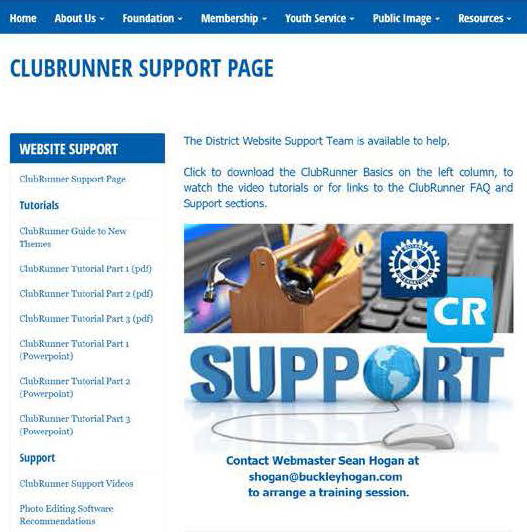 Home About Us Foundation Membership Youth Service Public Image Resources
CLUBRUNNER SUPPORT PAGE
WEBSITE SUPPORT
ClubRunner Support Page
Tutorials
ClubRunner Guide to New
Themes
ClubRunner Tutorial Part 1 (pdf)
ClubRunner Tutorial Part 2 (pdf)
ClubRunner Tutorial Part 3 (pdf)
ClubRunner Tutorial Part 1
(Powerpoint)
ClubRunner Tutorial Part 2
(Powerpoint)
ClubRunner Tutorial Part 3
(Powerpoint)
Support
ClubRunner Support Videos
Photo Editing Software
Recommendations
The District Website Support Team is available to help.
Click to download the ClubRunner Basics on the left column, to
watch the video tutorials or for links to the ClubRunner FAQ and
Support sections.
CR
SUPPORT
Contact Webmaster Sean Hogan at
shogan@buckleyhogan.com
to arrange a training session.